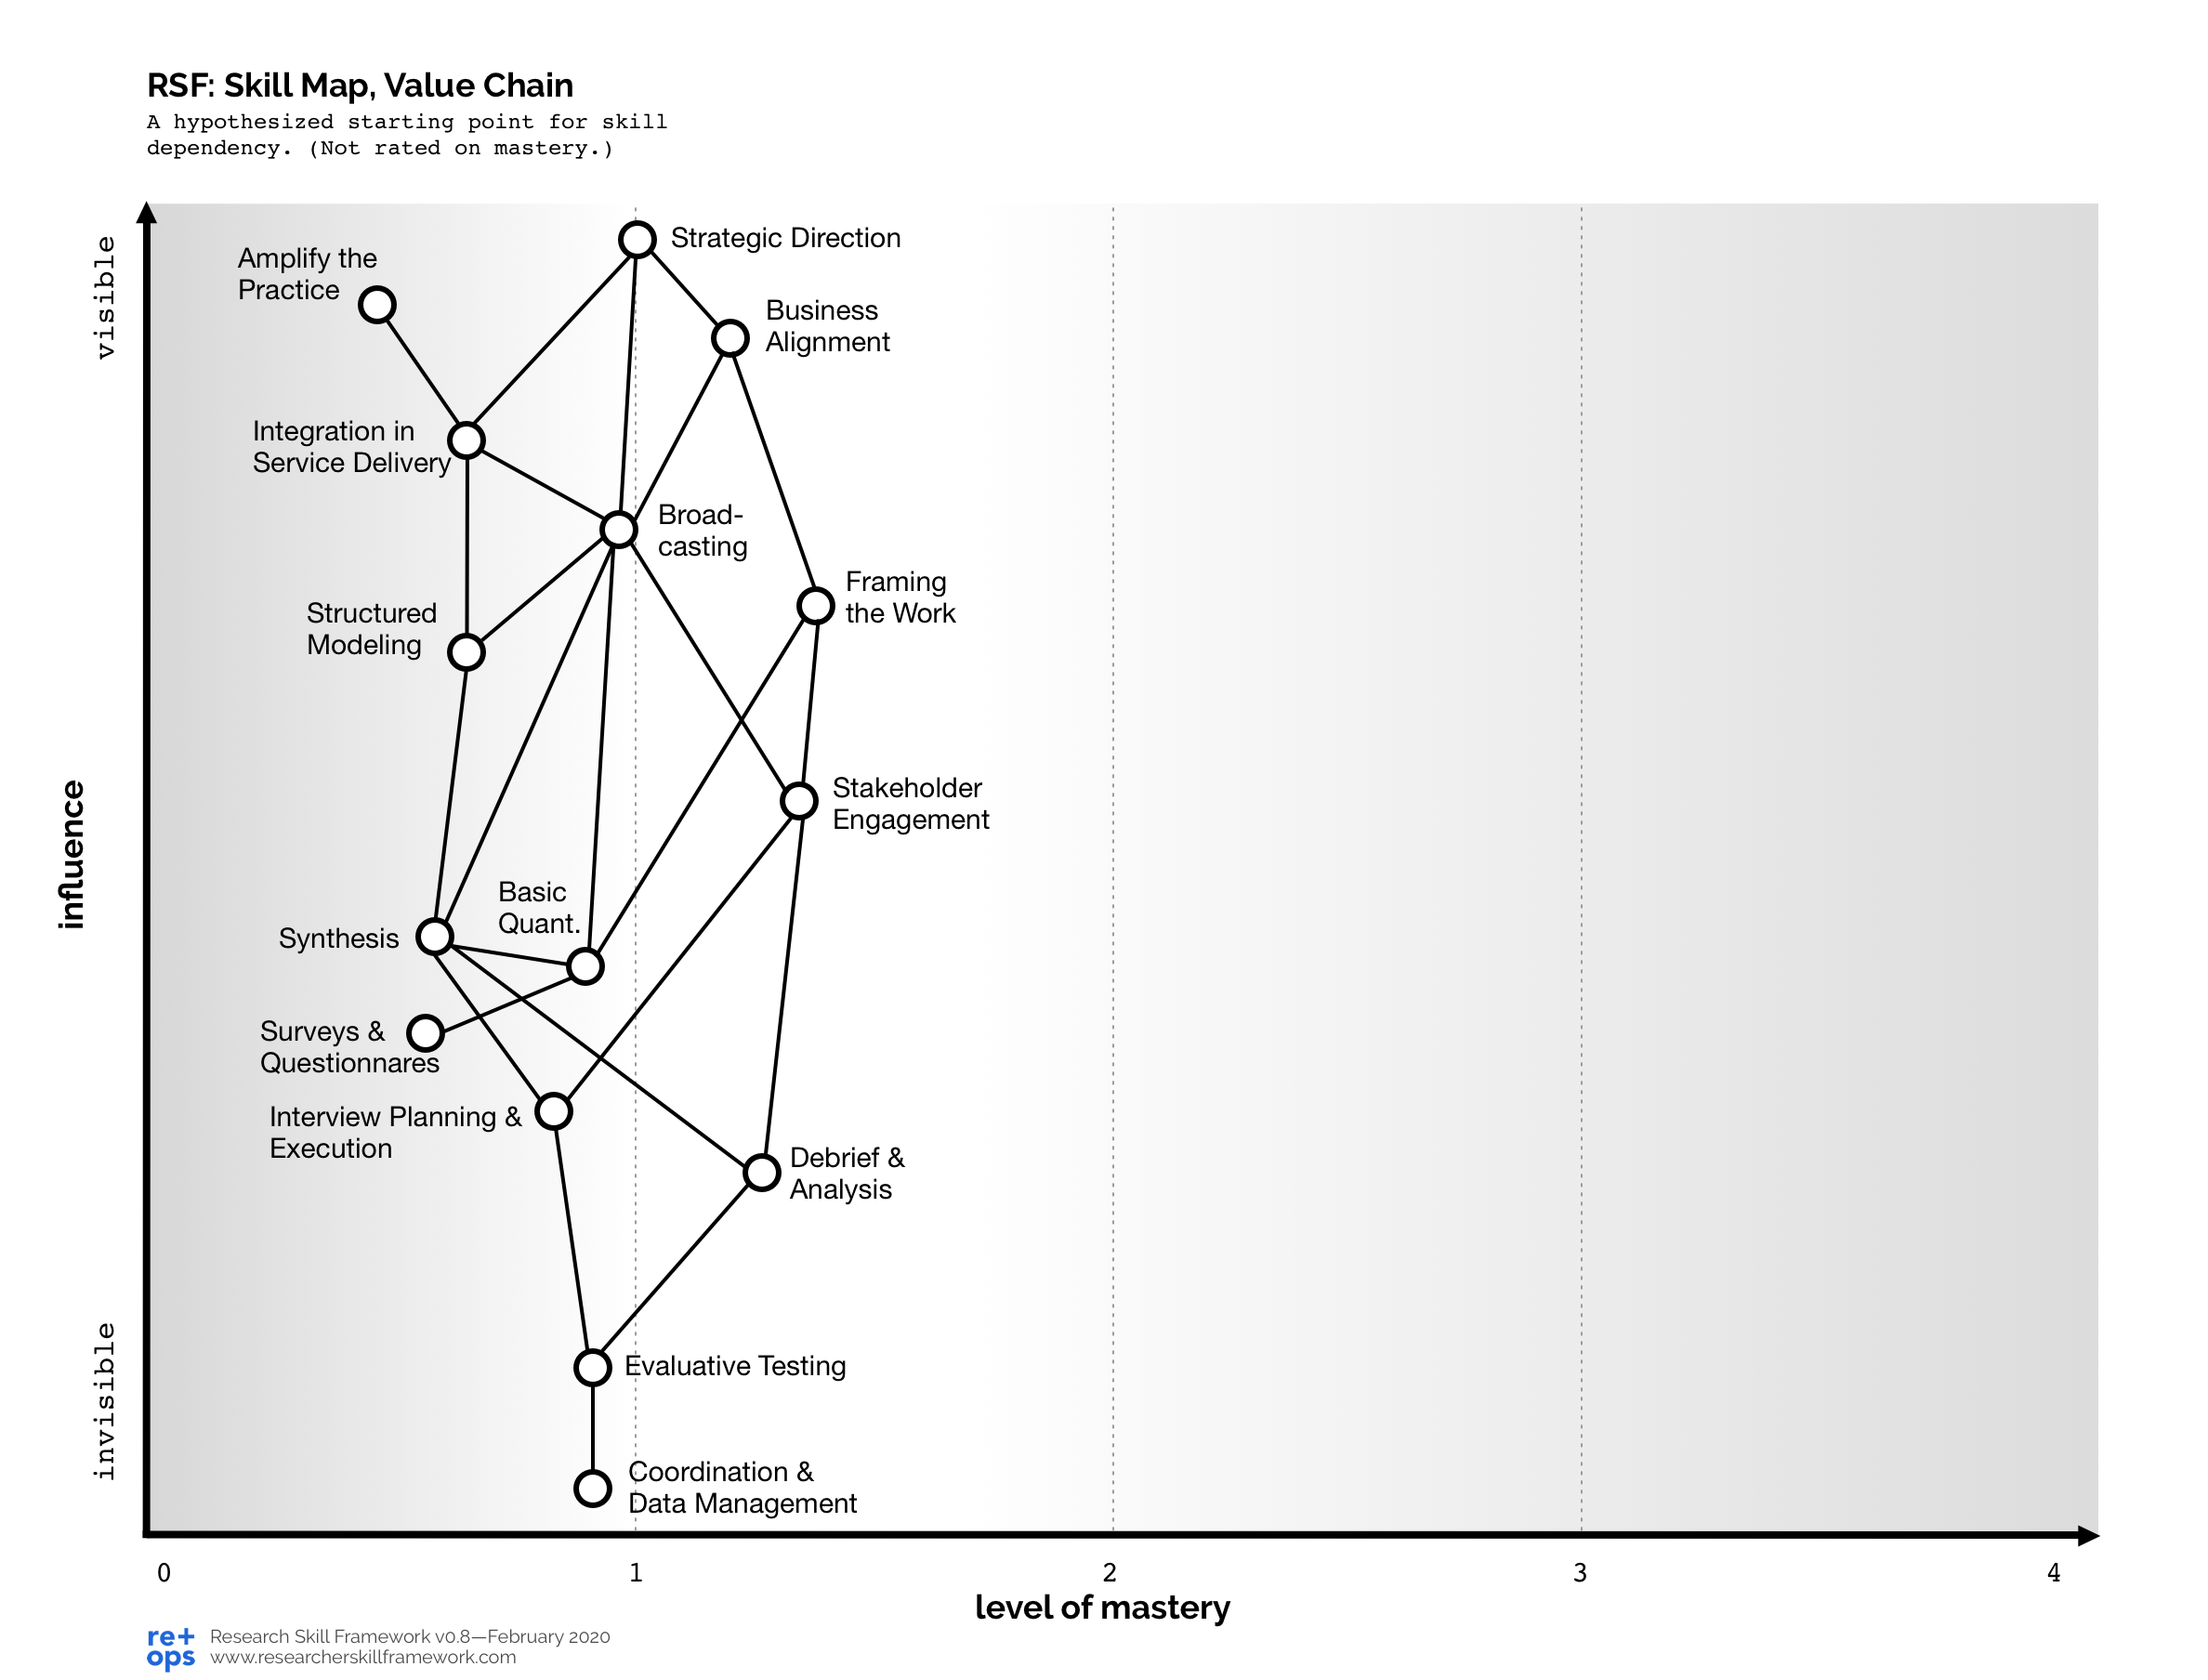 RSF: Skill Map, Value Chain
A hypothesized starting point for skill
dependency. (Not rated on mastery.)
visible
influence
invisible
Strategic Direction
Amplify the
Practice
Business
Alignment
Integration in
Service Delivery
Broad-
casting
Framing
the Work
Structured
Modeling
Stakeholder
Engagement
Basic
Quant.
Synthesis
Surveys &
Questionnares
Interview Planning &
Execution
Debrief &
Analysis
Evaluative Testing
Coordination &
Data Management
0 1 2 3 4
level of mastery
re+
ops
Research Skill Framework v0.8—February 2020
www.researcherskillframework.com